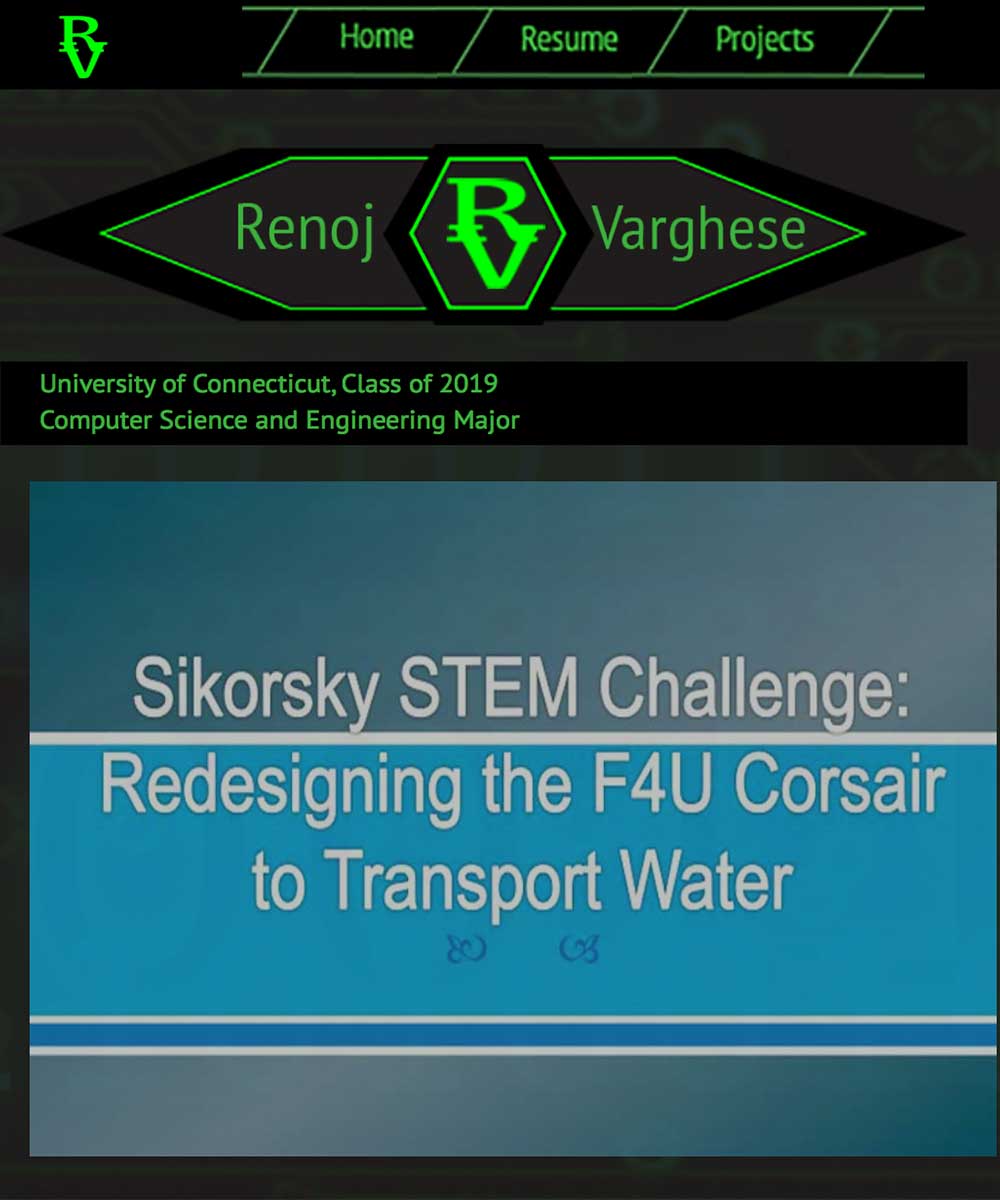 RV
Home Resume Projects
Renoj RV Varghese
University of Connecticut, Class of 2019
Computer Science and Engineering Major
Sikorsky STEM Challenge:
Redesigning the F4U Corsair
to Transport Water